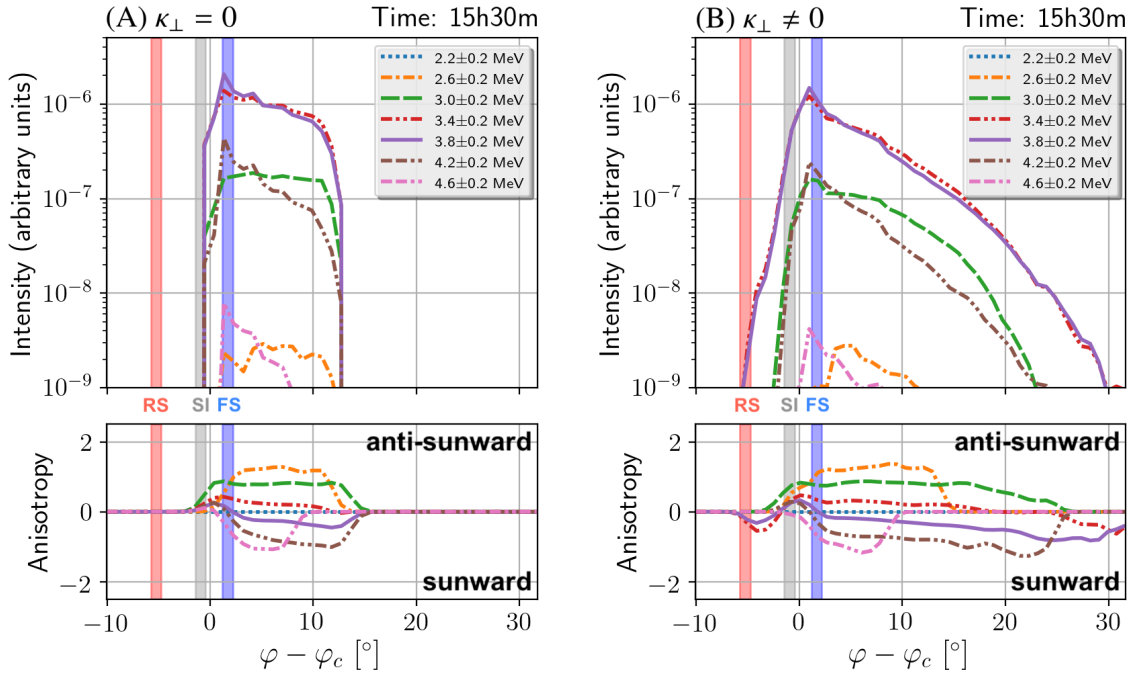 (A) κ⊥ = 0 Time: 15h30m
Intensity (arbitrary units)
10⁻⁶
10⁻⁷
10⁻⁸
10⁻⁹
2.2±0.2 MeV
2.6±0.2 MeV
3.0±0.2 MeV
3.4±0.2 MeV
3.8±0.2 MeV
4.2±0.2 MeV
4.6±0.2 MeV
RS SI FS
Anisotropy
2
0
−2
anti-sunward
sunward
−10 0 10 20 30
φ − φc [°]
(B) κ⊥ ≠ 0 Time: 15h30m
Intensity (arbitrary units)
10⁻⁶
10⁻⁷
10⁻⁸
10⁻⁹
2.2±0.2 MeV
2.6±0.2 MeV
3.0±0.2 MeV
3.4±0.2 MeV
3.8±0.2 MeV
4.2±0.2 MeV
4.6±0.2 MeV
RS SI FS
Anisotropy
2
0
−2
anti-sunward
sunward
−10 0 10 20 30
φ − φc [°]